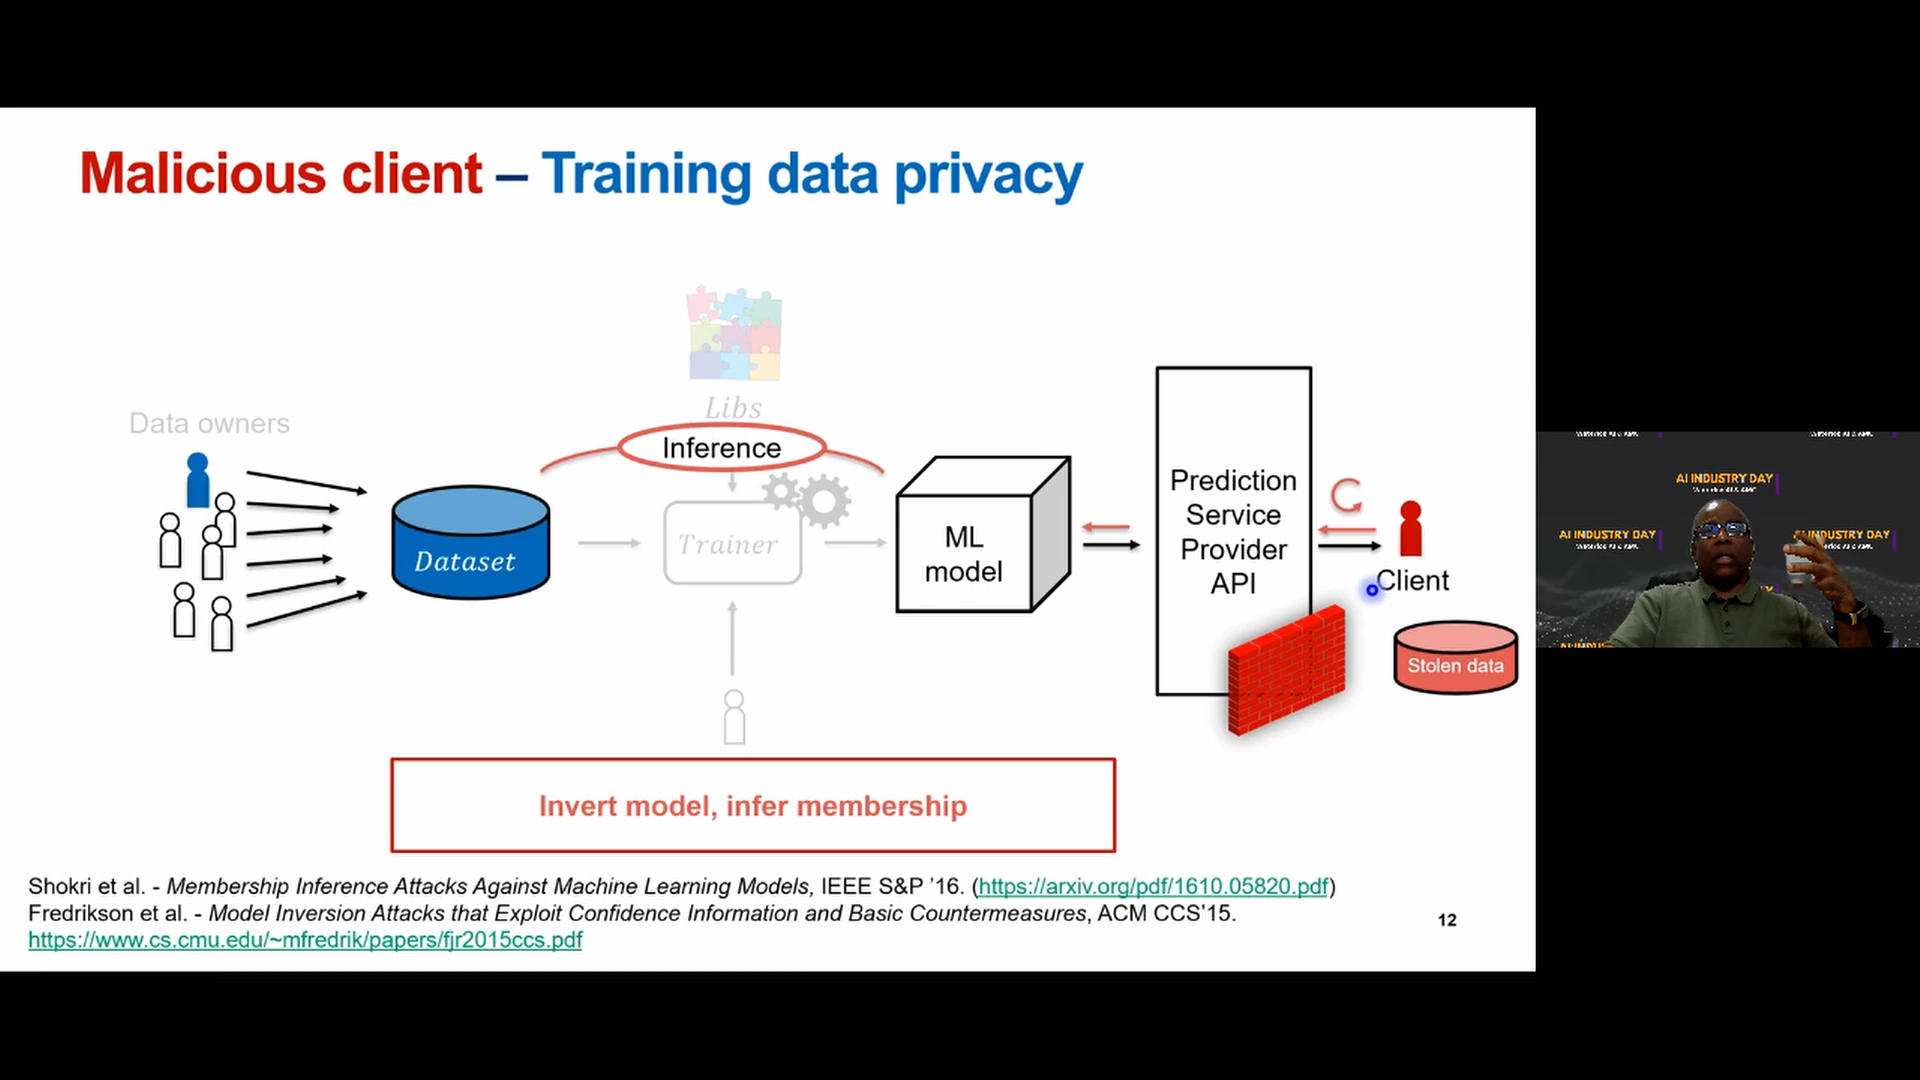 Malicious client – Training data privacy
Libs
Data owners
Inference
Dataset
Trainer
ML
model
Prediction
Service
Provider
API
Client
Stolen data
Invert model, infer membership
Shokri et al. - Membership Inference Attacks Against Machine Learning Models, IEEE S&P ’16. (https://arxiv.org/pdf/1610.05820.pdf)
Fredrikson et al. - Model Inversion Attacks that Exploit Confidence Information and Basic Countermeasures, ACM CCS’15.
https://www.cs.cmu.edu/~mfredrik/papers/fjr2015ccs.pdf
12
AI INDUSTRY DAY
AI INDUSTRY DAY
INDUSTRY DAY